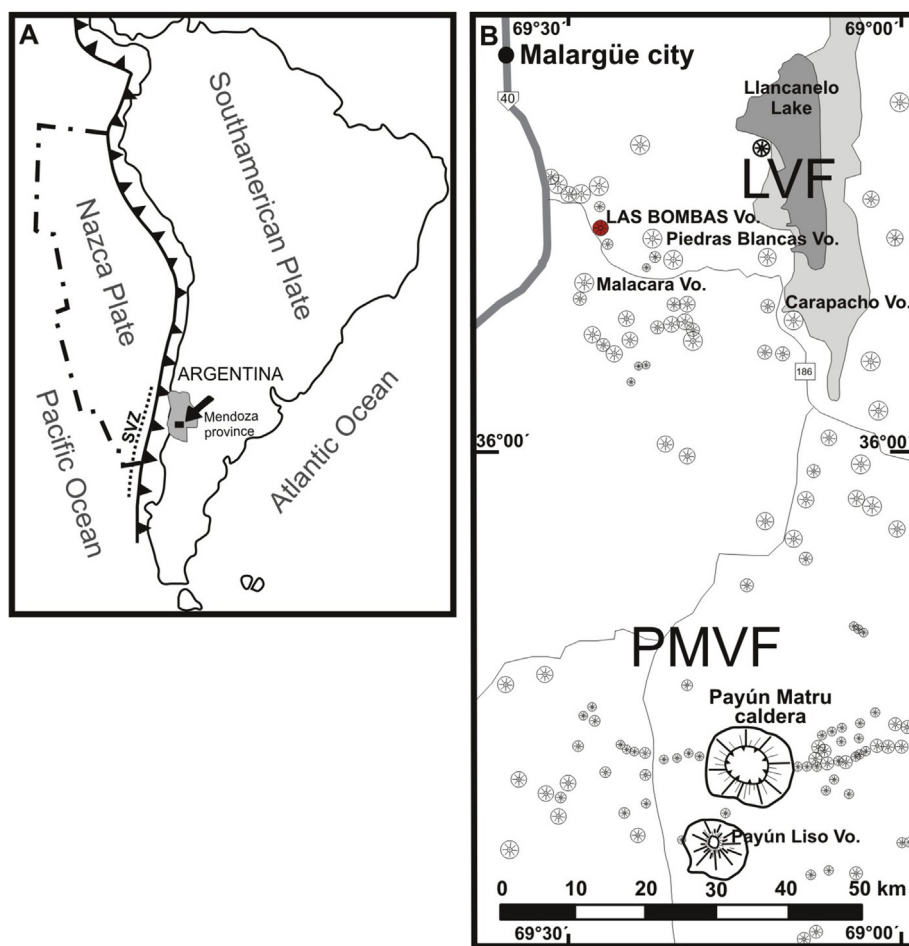 A
Southamerican Plate
Nazca Plate
ARGENTINA
Mendoza
province
SVZ
Pacific Ocean
Atlantic Ocean
B
69°30´
69°00´
Malargüe city
40
Llancanelo
Lake
LVF
LAS BOMBAS Vo.
Piedras Blancas Vo.
Malacara Vo.
Carapacho Vo.
186
36°00´
36°00´
PMVF
Payún Matru
caldera
Payún Liso Vo.
0 10 20 30 40 50 km
69°30´
69°00´